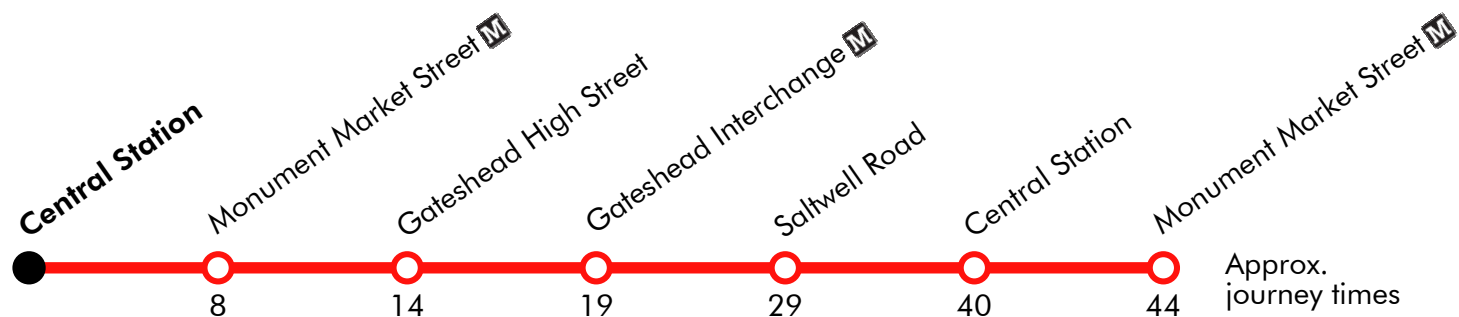 Central Station
Monument Market Street M
Gateshead High Street
Gateshead Interchange M
Saltwell Road
Central Station
Monument Market Street M
8
14
19
29
40
44
Approx.
journey times